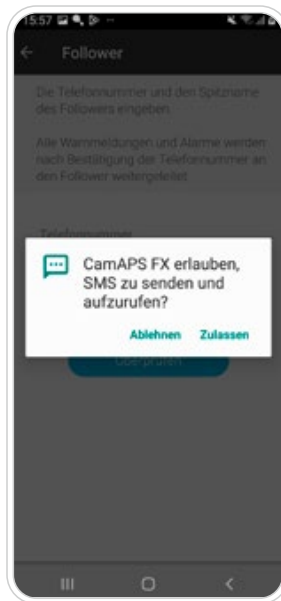 15:57
Follower
Die Telefonnummer und den Spitzname
des Followers eingeben.
Alle Warnmeldungen und Alarme werden
nach Bestätigung der Telefonnummer an
den Follower weitergeleitet.
Telefonnummer
CamAPS FX erlauben,
SMS zu senden und
aufzurufen?
Ablehnen Zulassen
Überprüfen